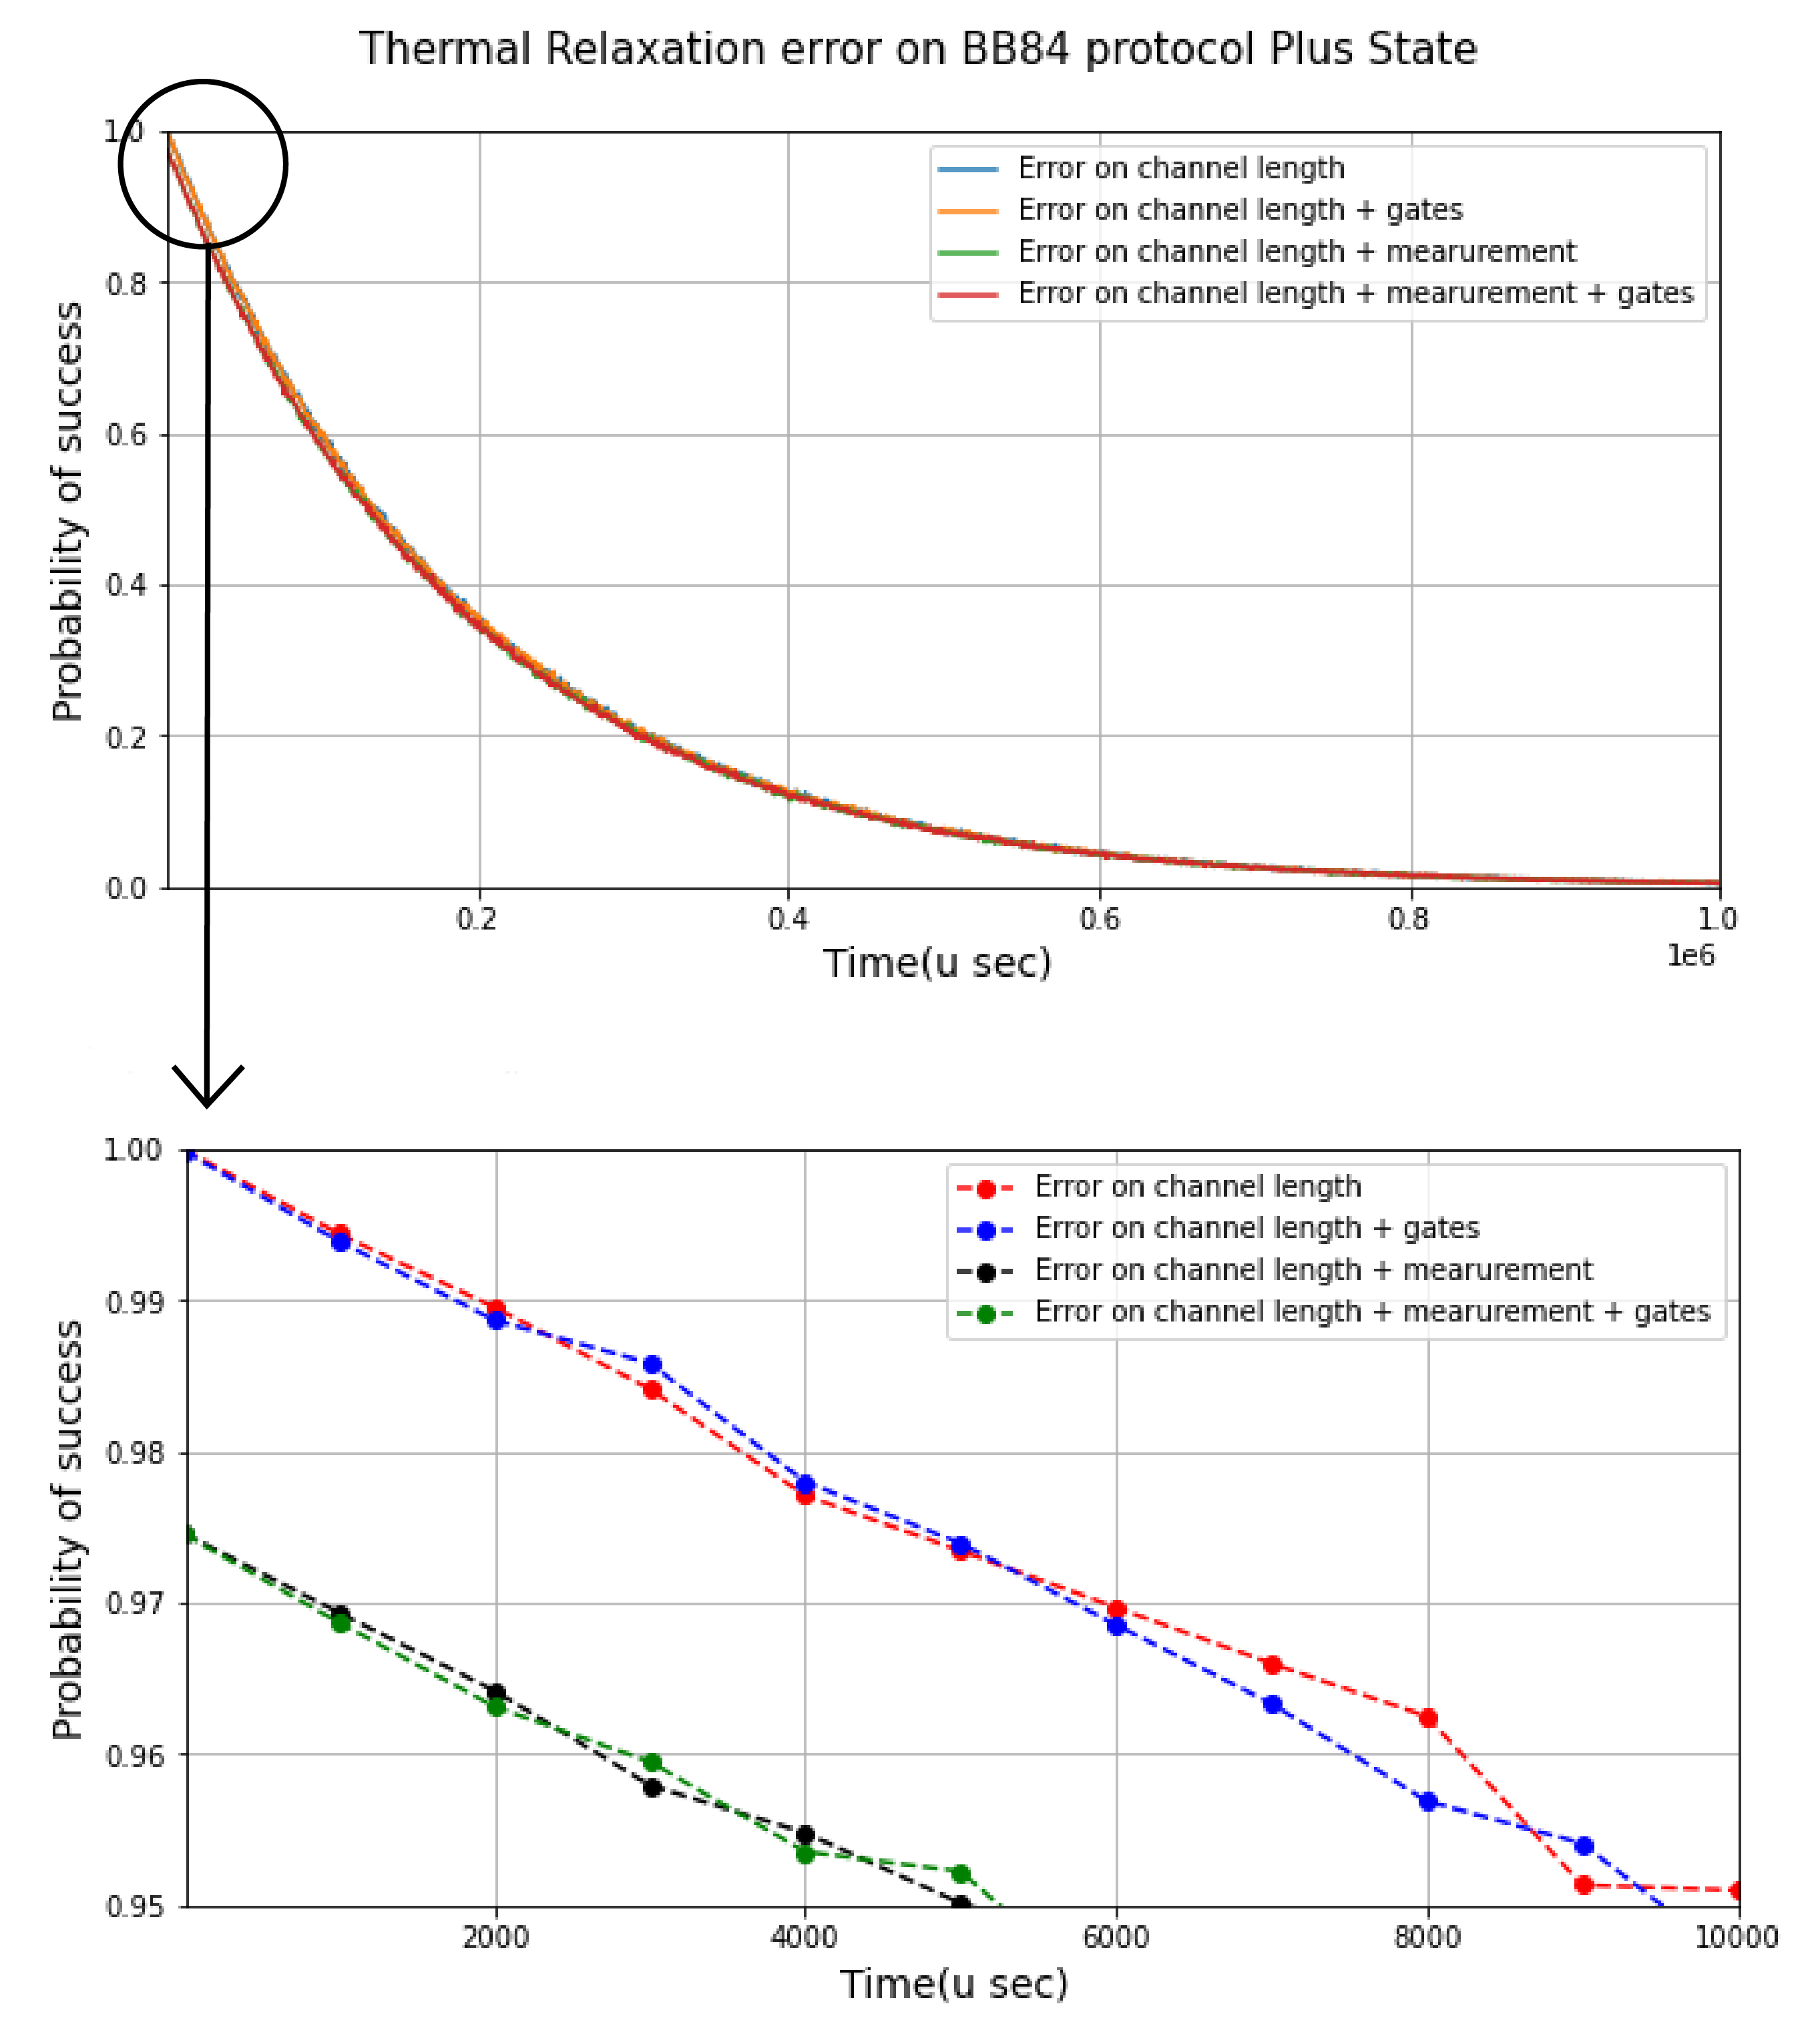 Thermal Relaxation error on BB84 protocol Plus State
1.0
0.8
0.6
0.4
0.2
0.0
Probability of success
Error on channel length
Error on channel length + gates
Error on channel length + mearurement
Error on channel length + mearurement + gates
0.2 0.4 0.6 0.8 1.0
1e6
Time(u sec)
1.00
0.99
0.98
0.97
0.96
0.95
Probability of success
Error on channel length
Error on channel length + gates
Error on channel length + mearurement
Error on channel length + mearurement + gates
2000 4000 6000 8000 10000
Time(u sec)